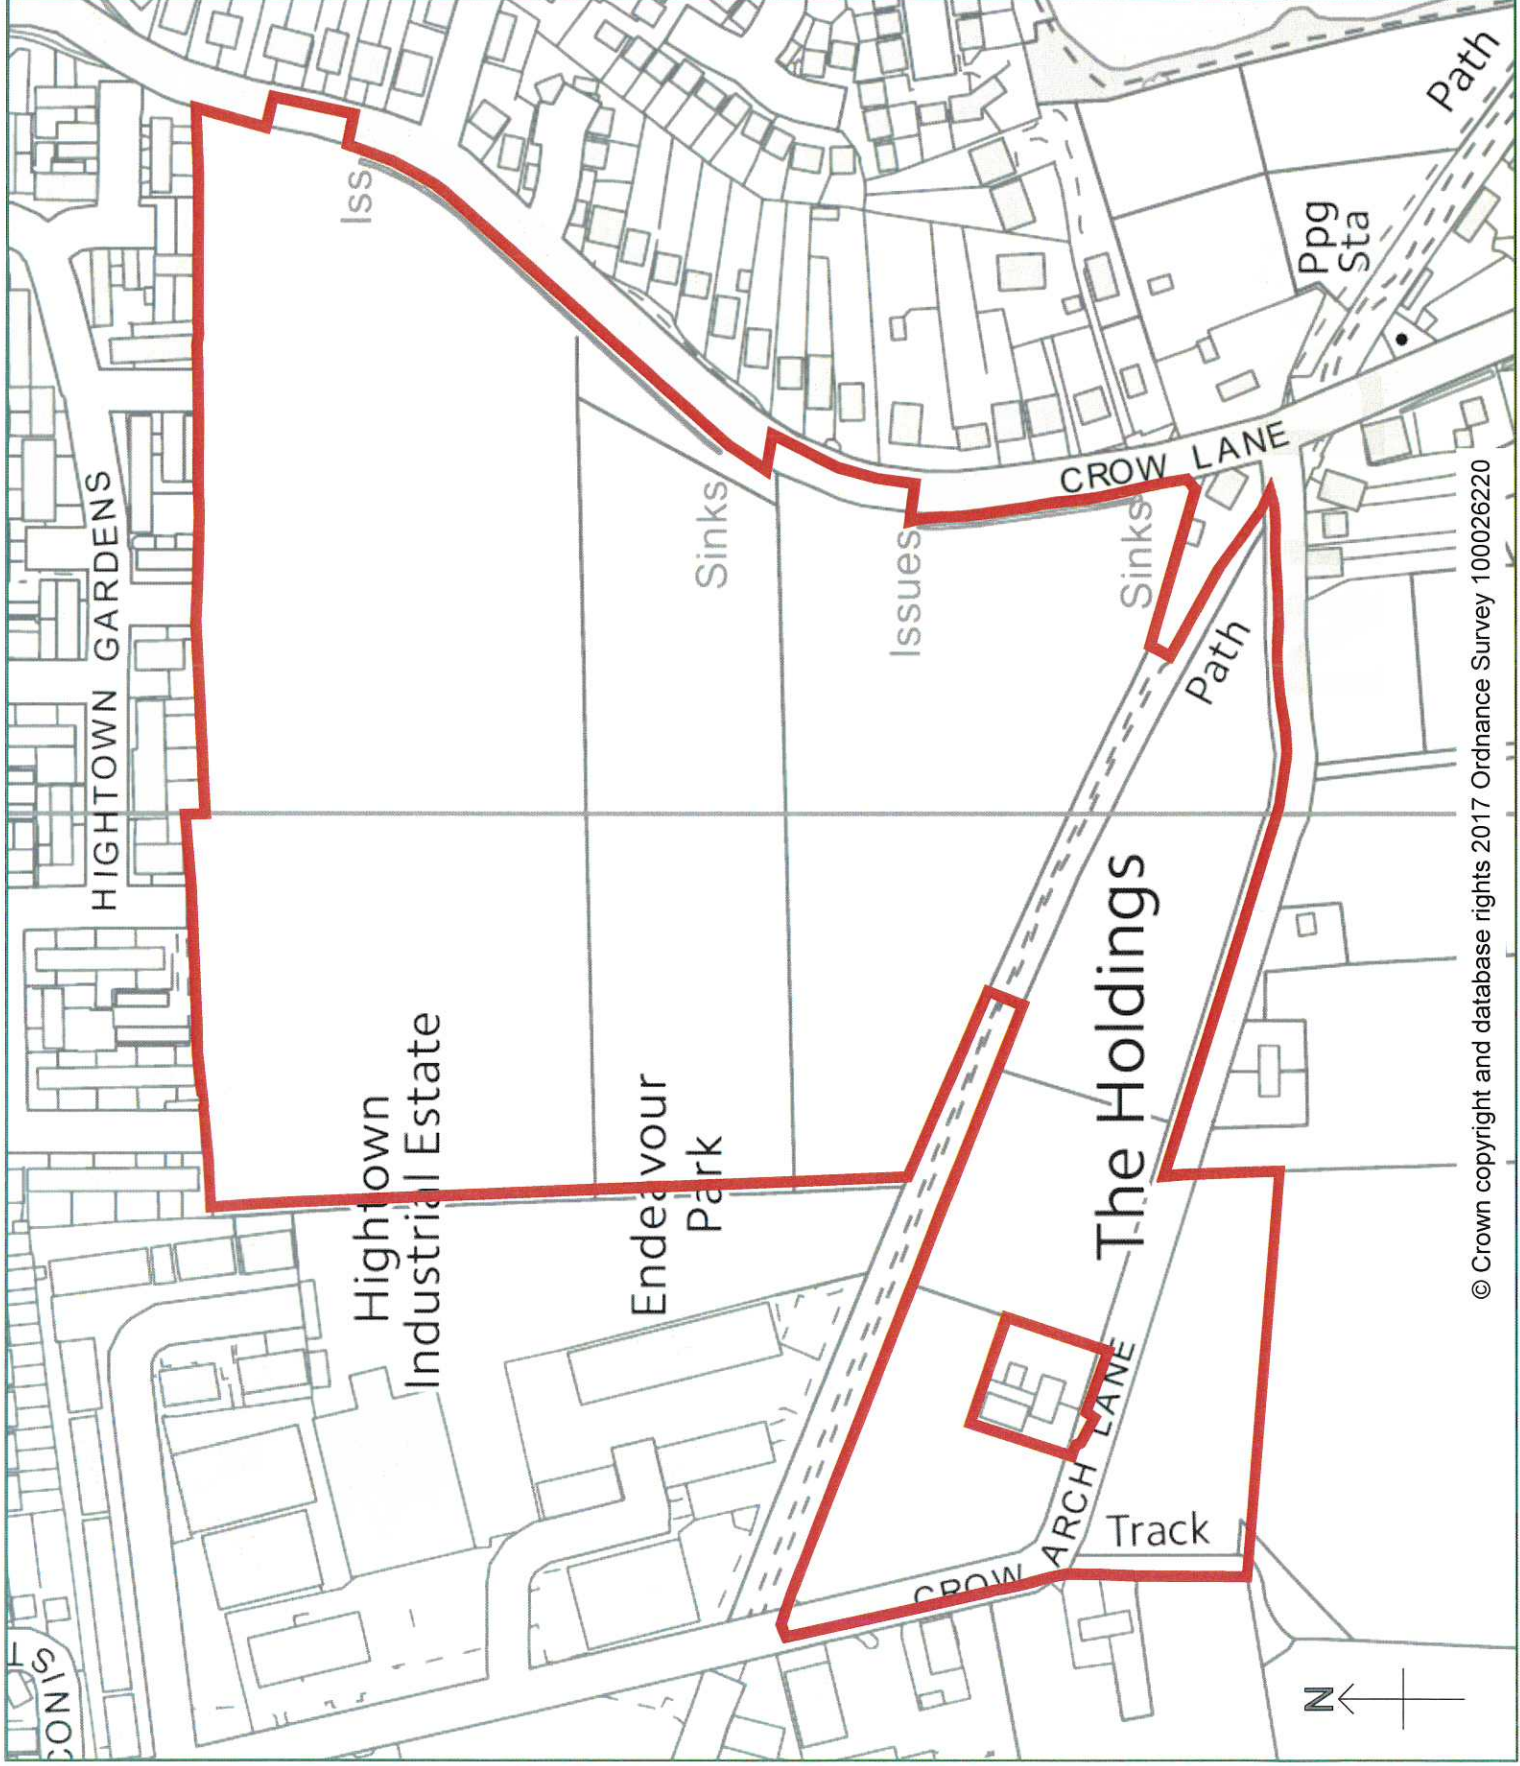 HIGHTOWN GARDENS
Iss
Path
Ppg
Sta
CROW LANE
Sinks
Issues
Sinks
Path
Hightown
Industrial Estate
Endeavour
Park
The Holdings
CROW ARCH LANE
Track
CONIST
N
© Crown copyright and database rights 2017 Ordnance Survey 100026220